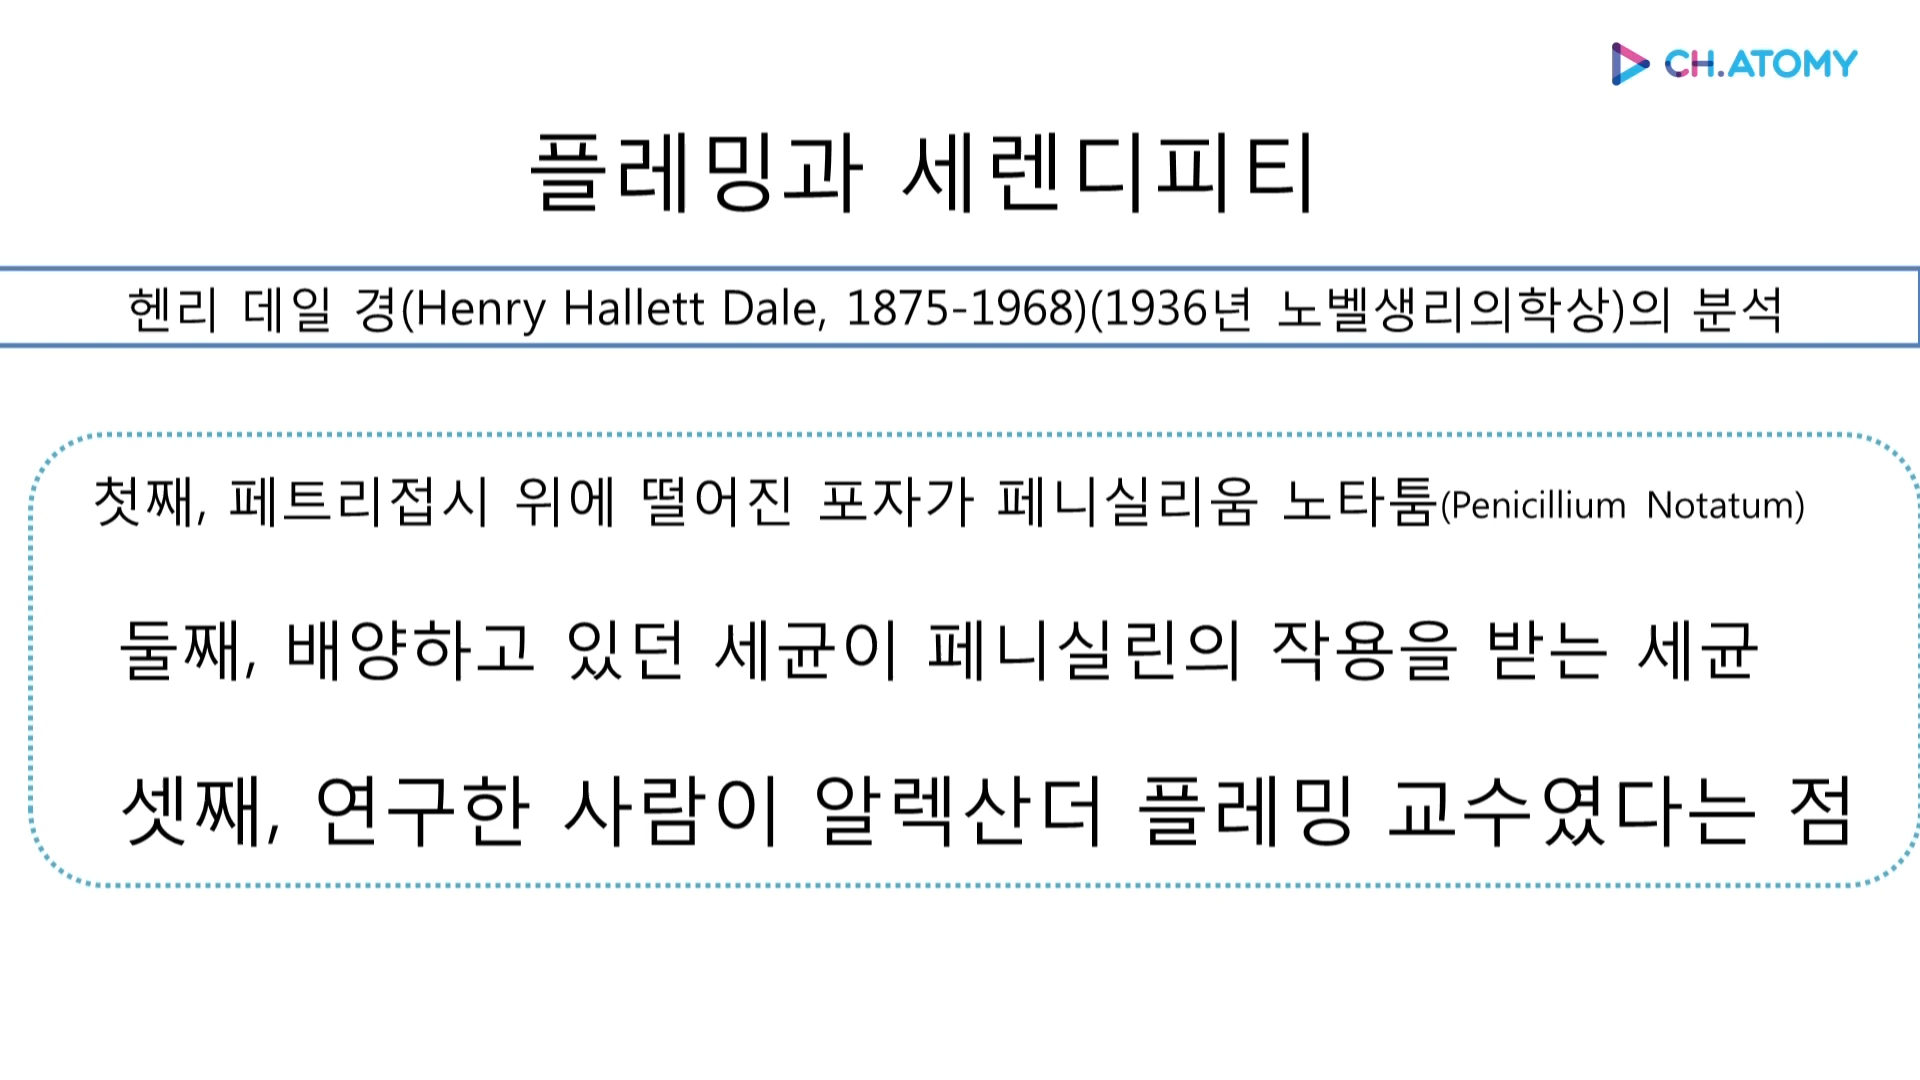 CH.ATOMY
플레밍과 세렌디피티
헨리 데일 경(Henry Hallett Dale, 1875-1968)(1936년 노벨생리의학상)의 분석
첫째, 페트리접시 위에 떨어진 포자가 페니실리움 노타툼(Penicillium Notatum)
둘째, 배양하고 있던 세균이 페니실린의 작용을 받는 세균
셋째, 연구한 사람이 알렉산더 플레밍 교수였다는 점